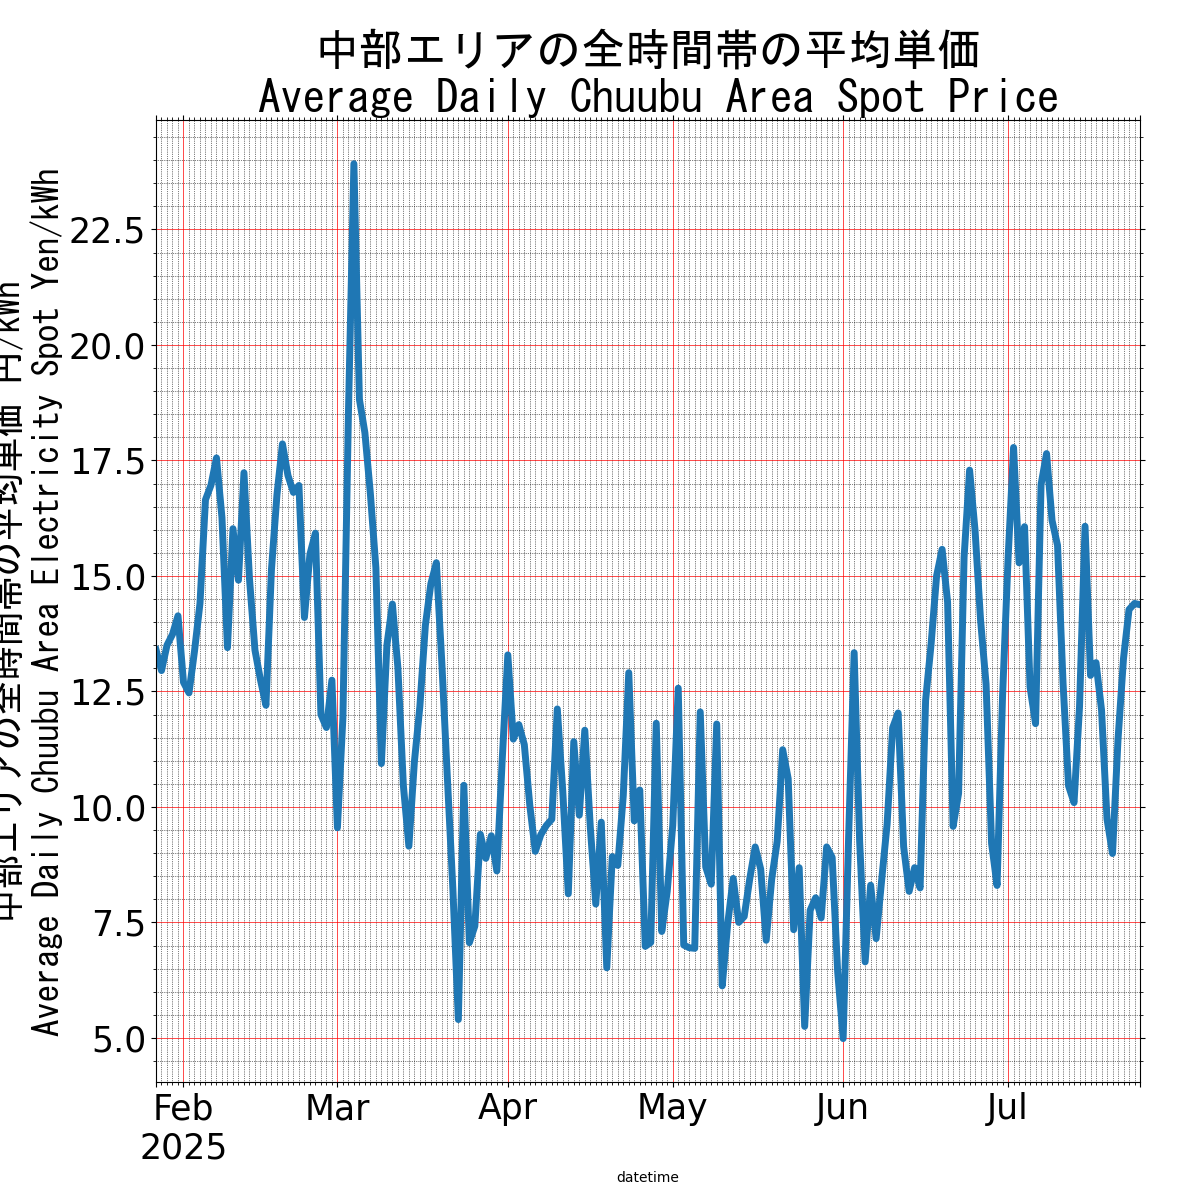 中部エリアの全時間帯の平均単価
Average Daily Chuubu Area Spot Price
中部エリアの全時間帯の平均単価 円/kWh
Average Daily Chuubu Area Electricity Spot Yen/kWh
22.5
20.0
17.5
15.0
12.5
10.0
7.5
5.0
Feb
2025
Mar
Apr
May
Jun
Jul
datetime